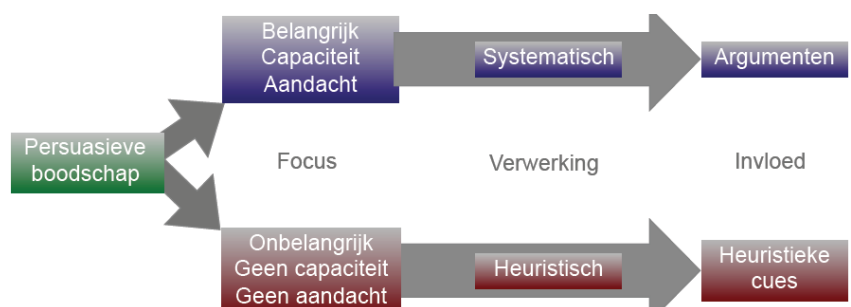 Persuasieve
boodschap
Belangrijk
Capaciteit
Aandacht
Systematisch
Argumenten
Focus
Verwerking
Invloed
Onbelangrijk
Geen capaciteit
Geen aandacht
Heuristisch
Heuristieke
cues